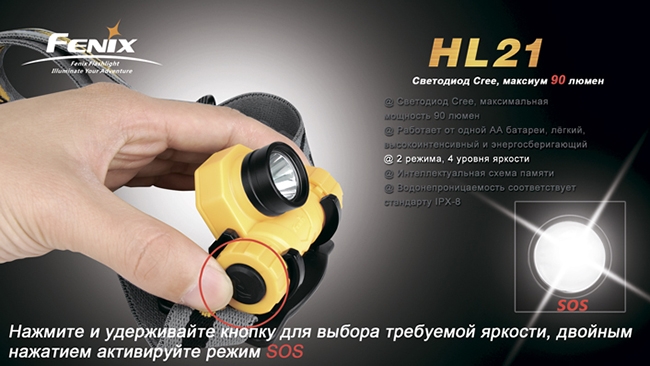 FENIX
Fenix Flashlight
Illuminate Your Adventure
HL21
Светодиод Cree, максиум 90 люмен
@ Светодиод Cree, максимальная
мощность 90 люмен
@ Работает от одной АА батареи, лёгкий,
высокоинтенсивный и энергосберигающий
@ 2 режима, 4 уровня яркости
@ Интеллектуальная схема памяти
@ Водонепроницаемость соответствует
стандарту IPX-8
SOS
Нажмите и удерживайте кнопку для выбора требуемой яркости, двойным
нажатием активируйте режим SOS